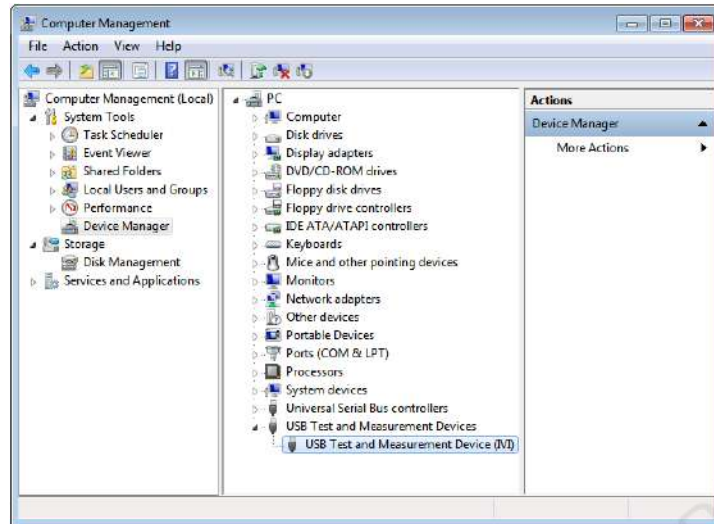 Computer Management
File Action View Help
Computer Management (Local)
System Tools
Task Scheduler
Event Viewer
Shared Folders
Local Users and Groups
Performance
Device Manager
Storage
Disk Management
Services and Applications
PC
Computer
Disk drives
Display adapters
DVD/CD-ROM drives
Floppy disk drives
Floppy drive controllers
IDE ATA/ATAPI controllers
Keyboards
Mice and other pointing devices
Monitors
Network adapters
Other devices
Portable Devices
Ports (COM & LPT)
Processors
System devices
Universal Serial Bus controllers
USB Test and Measurement Devices
USB Test and Measurement Device (IVI)
Actions
Device Manager
More Actions